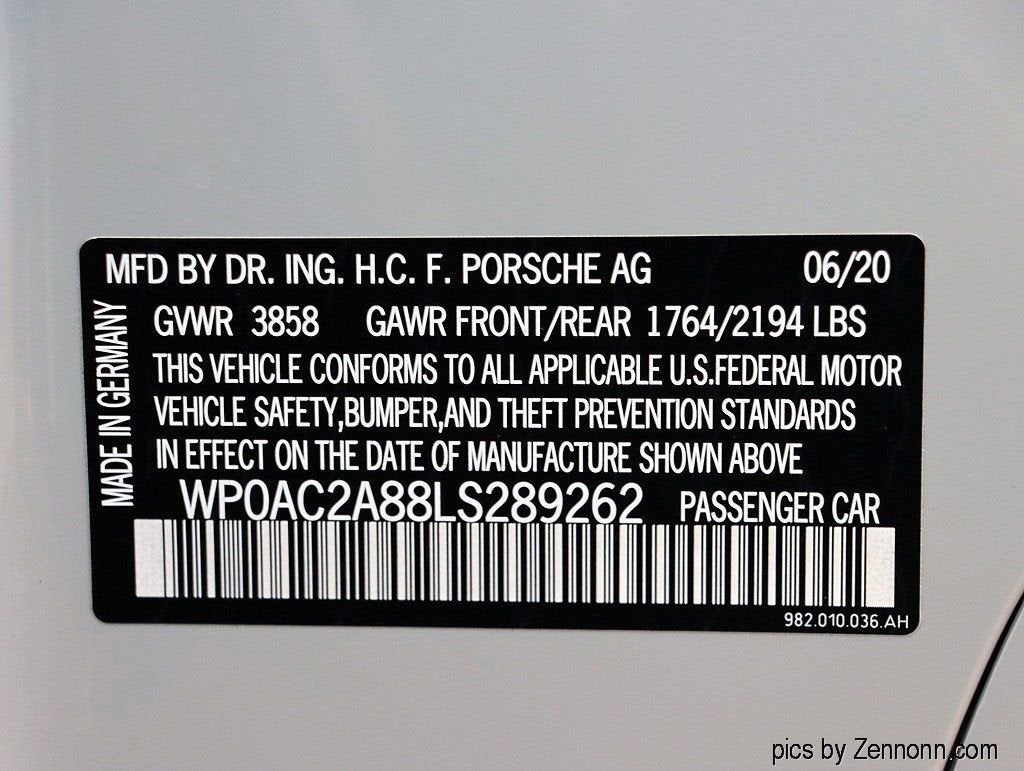 MFD BY DR. ING. H.C. F. PORSCHE AG 06/20
MADE IN GERMANY
GVWR 3858 GAWR FRONT/REAR 1764/2194 LBS
THIS VEHICLE CONFORMS TO ALL APPLICABLE U.S.FEDERAL MOTOR
VEHICLE SAFETY,BUMPER,AND THEFT PREVENTION STANDARDS
IN EFFECT ON THE DATE OF MANUFACTURE SHOWN ABOVE
WP0AC2A88LS289262 PASSENGER CAR
982.010.036.AH
pics by Zennonn.com